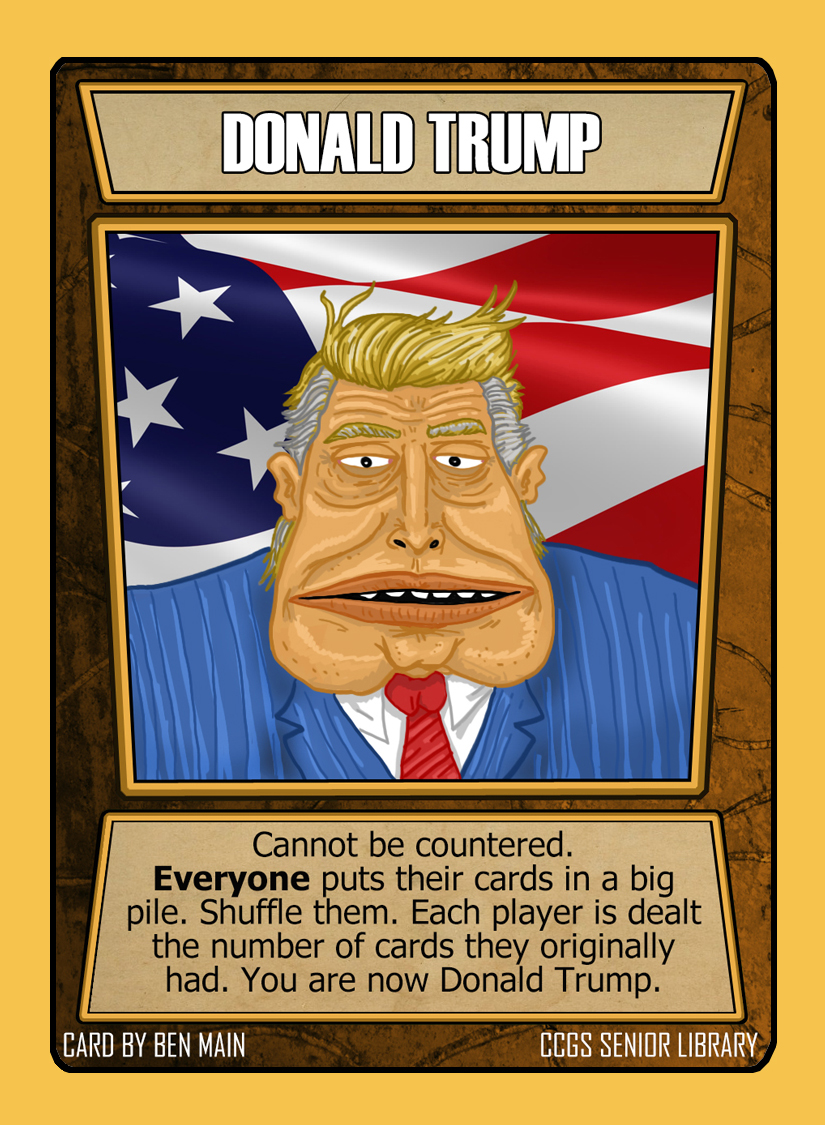 DONALD TRUMP
Cannot be countered.
Everyone puts their cards in a big
pile. Shuffle them. Each player is dealt
the number of cards they originally
had. You are now Donald Trump.
CARD BY BEN MAIN
CCGS SENIOR LIBRARY